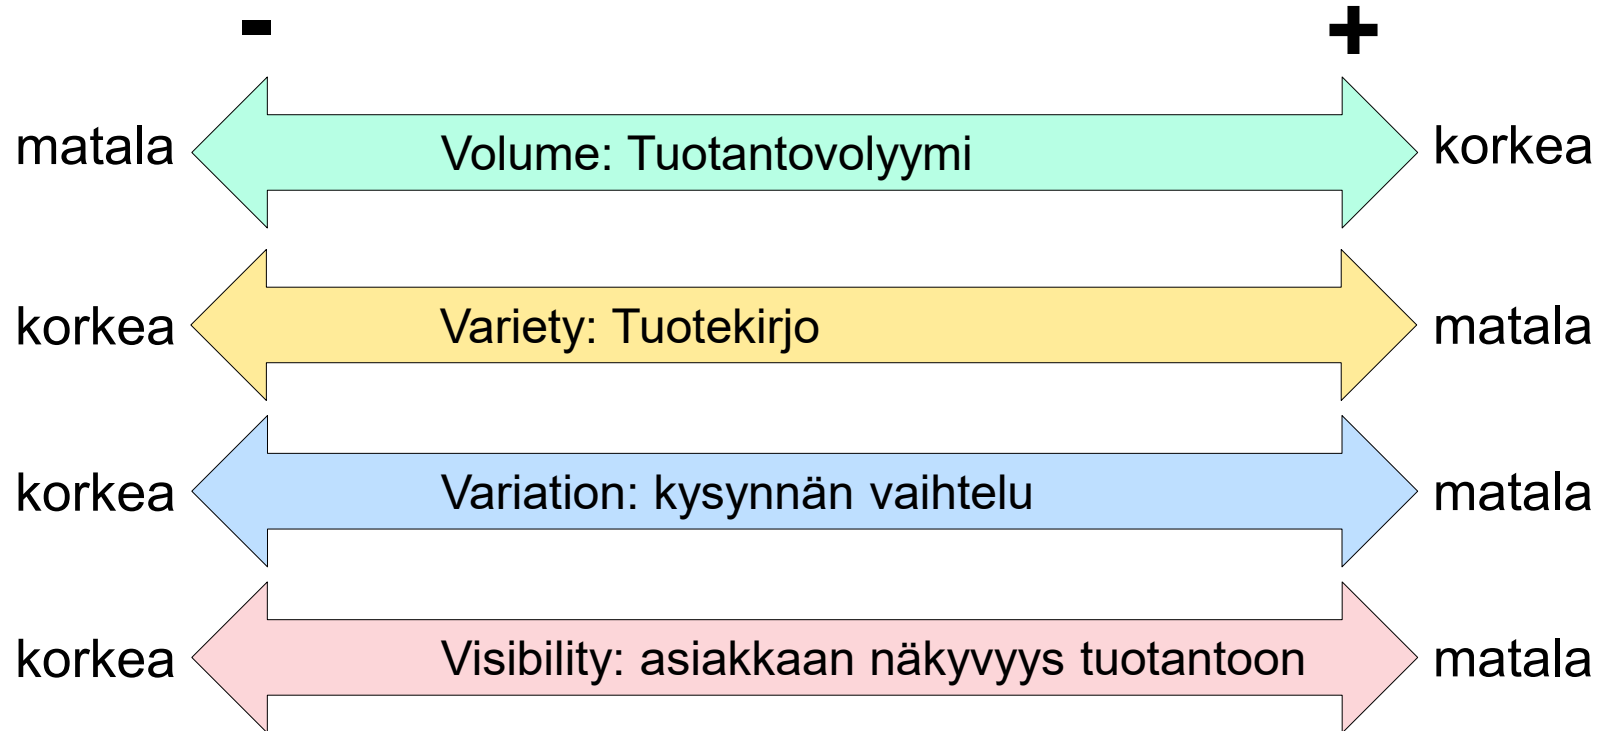 - +
matala Volume: Tuotantovolyymi korkea
korkea Variety: Tuotekirjo matala
korkea Variation: kysynnän vaihtelu matala
korkea Visibility: asiakkaan näkyvyys tuotantoon matala